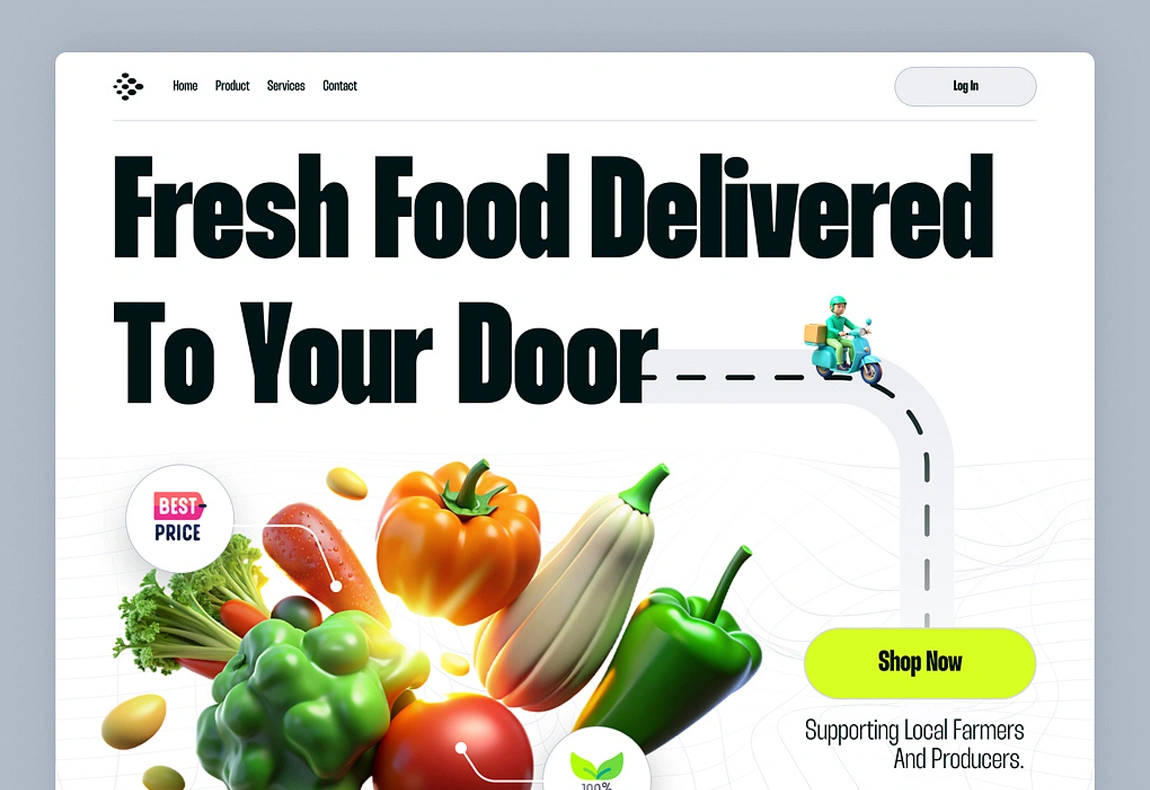 Home Product Services Contact
Log In
Fresh Food Delivered
To Your Door
BEST
PRICE
100%
Shop Now
Supporting Local Farmers
And Producers.